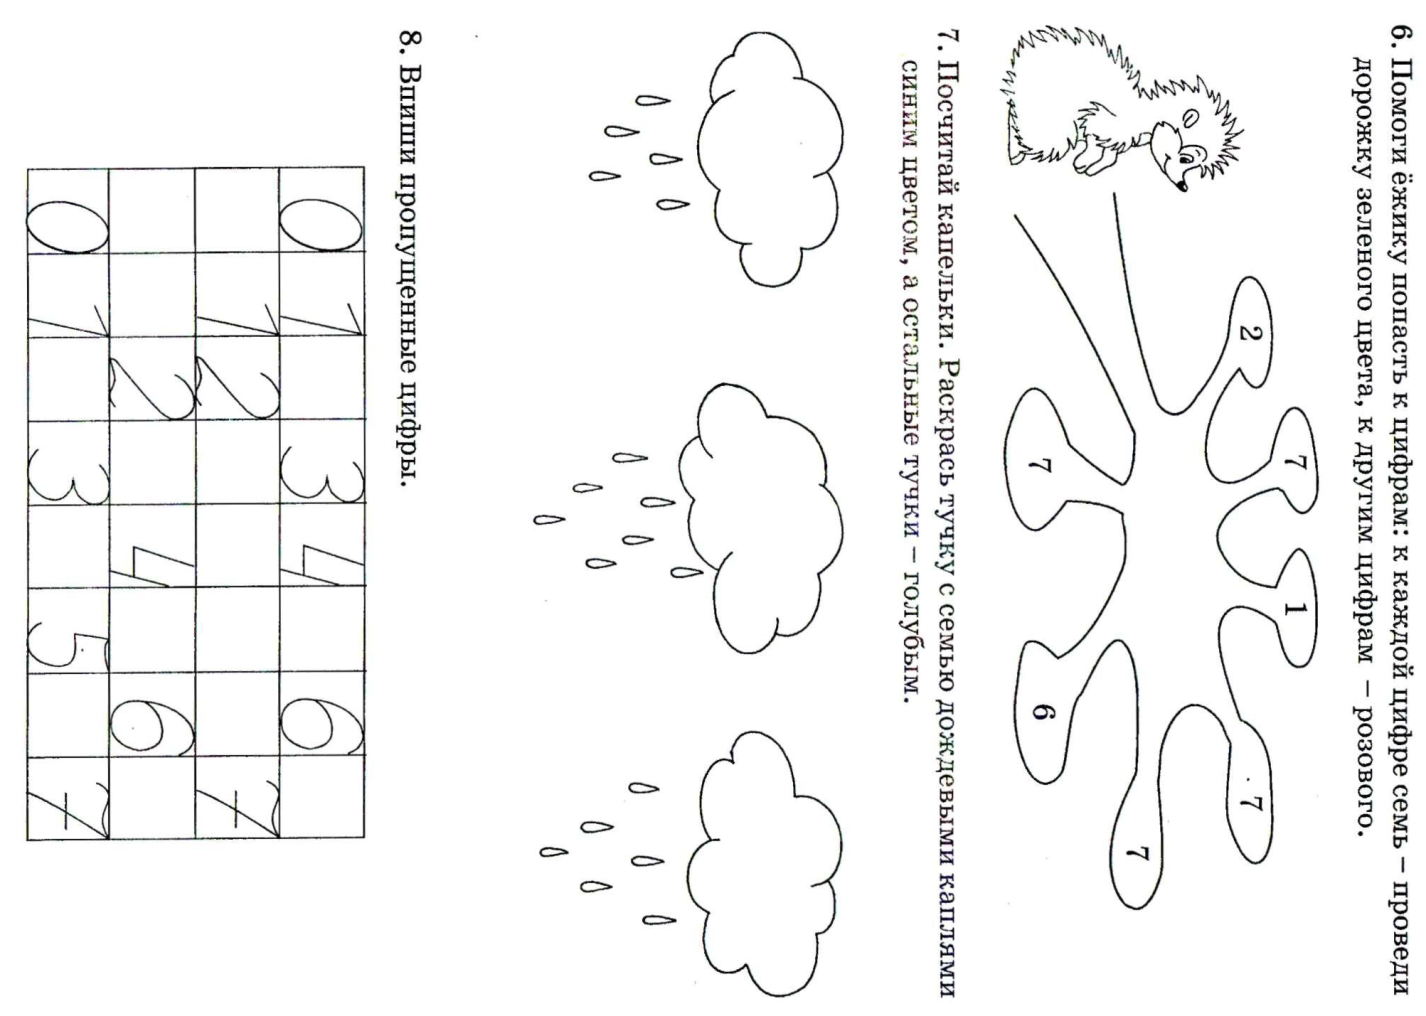 6. Помоги ёжику попасть к цифрам: к каждой цифре семь – проведи
дорожку зеленого цвета, к другим цифрам – розового.
7 1
2 7
7
7 6
7. Посчитай капельки. Раскрась тучку с семью дождевыми каплями
синим цветом, а остальные тучки – голубым.
8. Впиши пропущенные цифры.
0 1 3 4 6
1 2 7
2 4 6
0 1 3 5 7